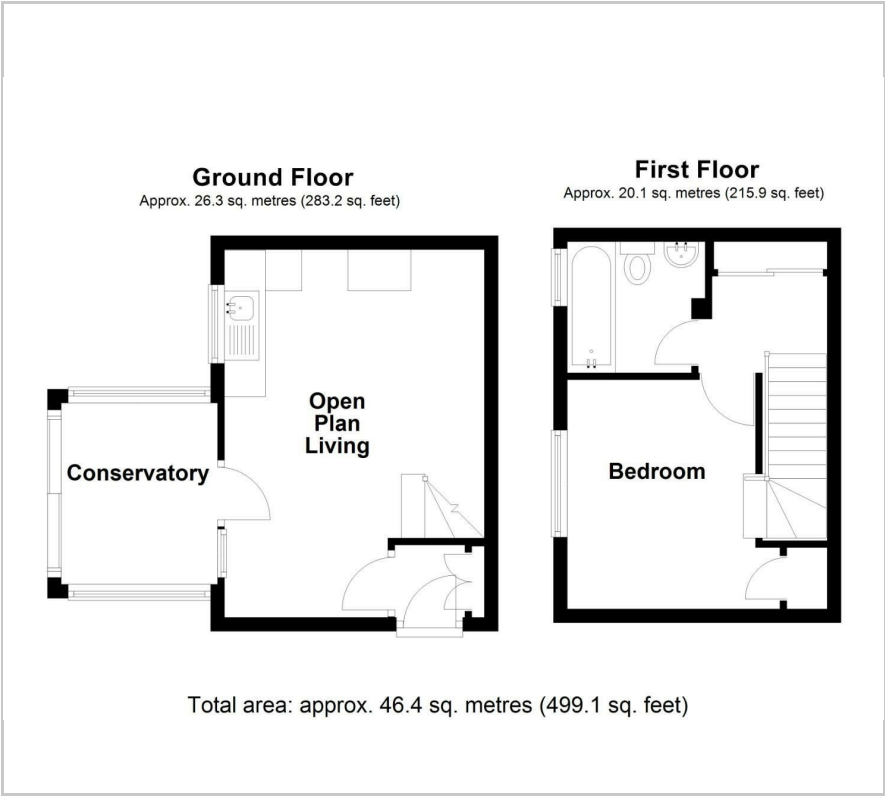 Ground Floor
Approx. 26.3 sq. metres (283.2 sq. feet)
First Floor
Approx. 20.1 sq. metres (215.9 sq. feet)
Open
Plan
Living
Conservatory
Bedroom
Total area: approx. 46.4 sq. metres (499.1 sq. feet)